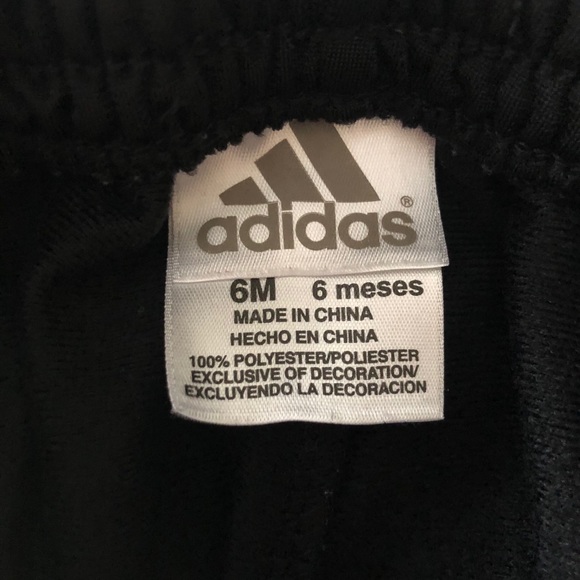 adidas®
6M 6 meses
MADE IN CHINA
HECHO EN CHINA
100% POLYESTER/POLIESTER
EXCLUSIVE OF DECORATION/
EXCLUYENDO LA DECORACION